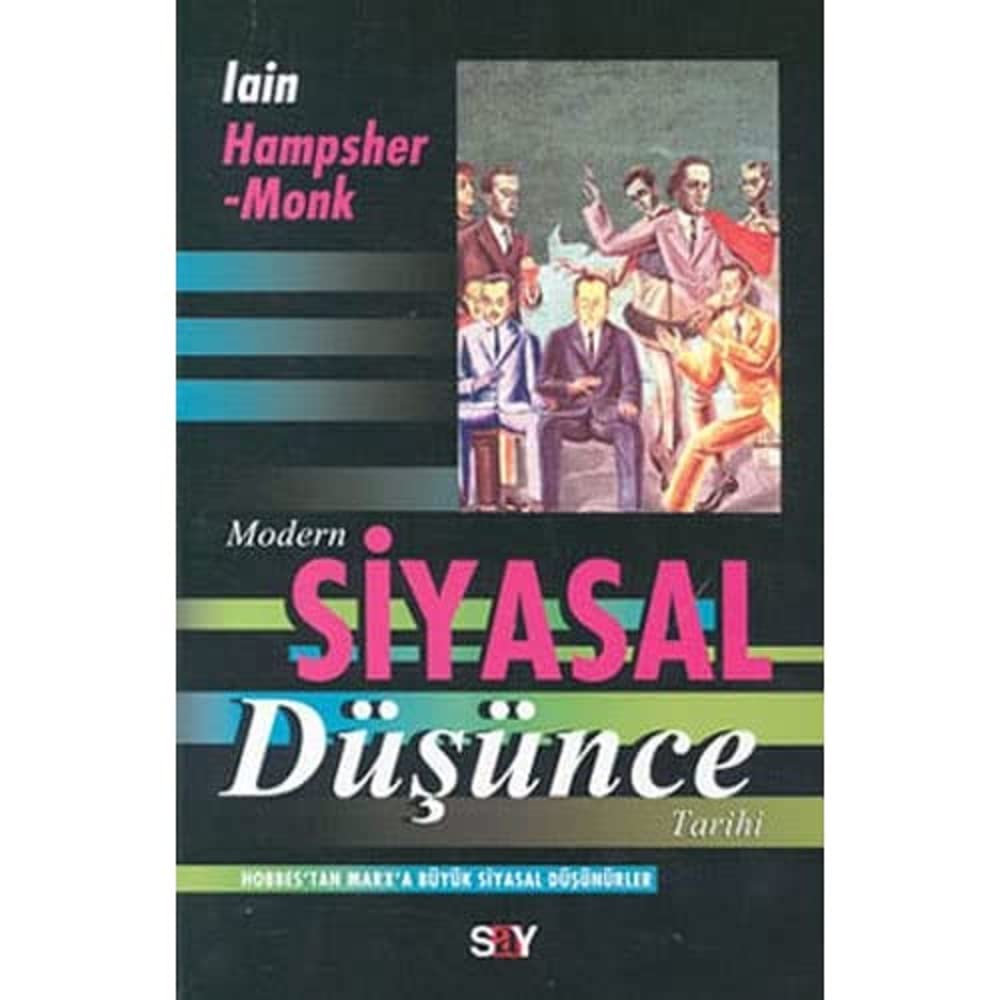 Iain
Hampsher
-Monk
Modern
SİYASAL
Düşünce
Tarihi
HOBBES'TAN MARX'A BÜYÜK SİYASAL DÜŞÜNÜRLER
SaY